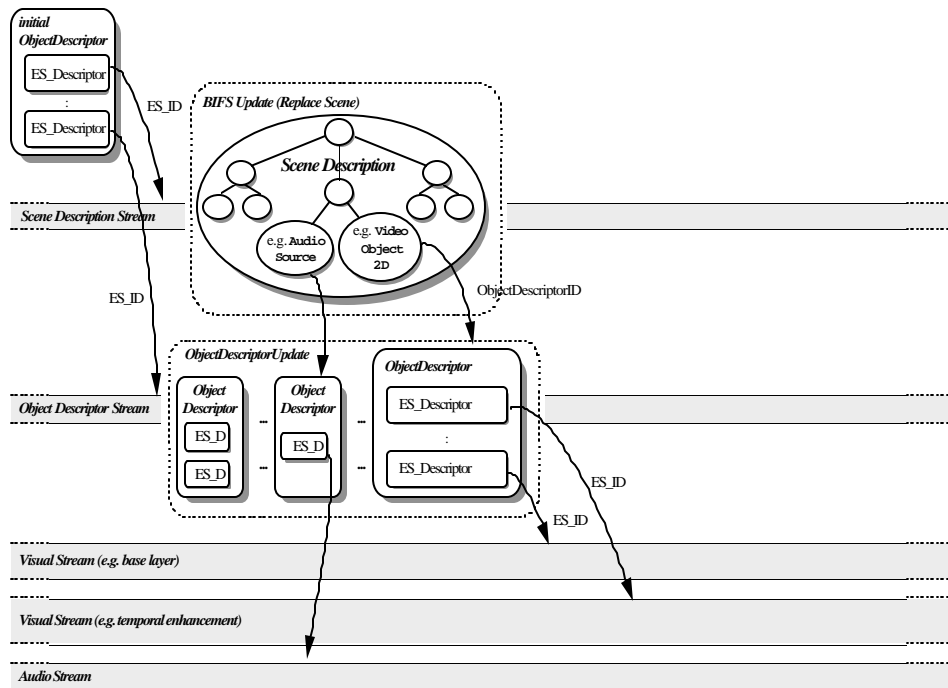 initial
ObjectDescriptor
ES_Descriptor
:
ES_Descriptor
ES_ID
BIFS Update (Replace Scene)
Scene Description
Scene Description Stream
e.g. Audio
Source
e.g. Video
Object
2D
ES_ID
ObjectDescriptorID
ObjectDescriptorUpdate
Object
Descriptor
ES_D
ES_D
...
...
Object
Descriptor
ES_D
...
...
ObjectDescriptor
ES_Descriptor
:
ES_Descriptor
Object Descriptor Stream
ES_ID
ES_ID
Visual Stream (e.g. base layer)
Visual Stream (e.g. temporal enhancement)
Audio Stream